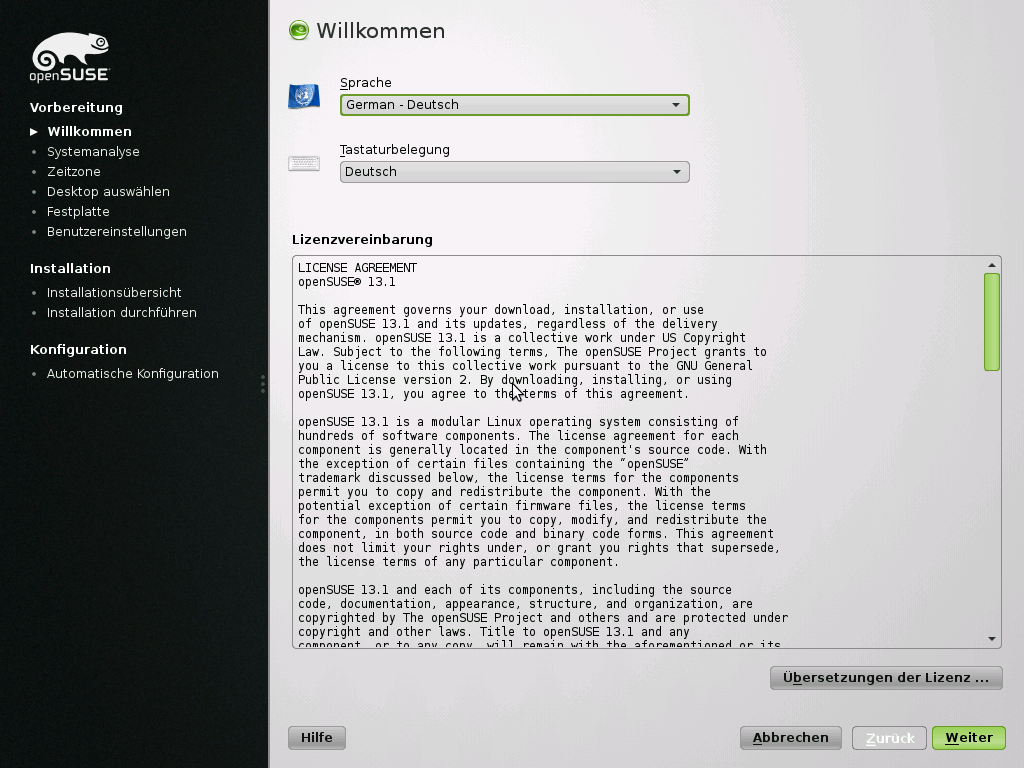 openSUSE
Vorbereitung
Willkommen
Systemanalyse
Zeitzone
Desktop auswählen
Festplatte
Benutzereinstellungen
Installation
Installationsübersicht
Installation durchführen
Konfiguration
Automatische Konfiguration
Willkommen
Sprache
German - Deutsch
Tastaturbelegung
Deutsch
Lizenzvereinbarung
LICENSE AGREEMENT
openSUSE® 13.1
This agreement governs your download, installation, or use
of openSUSE 13.1 and its updates, regardless of the delivery
mechanism. openSUSE 13.1 is a collective work under US Copyright
Law. Subject to the following terms, The openSUSE Project grants to
you a license to this collective work pursuant to the GNU General
Public License version 2. By downloading, installing, or using
openSUSE 13.1, you agree to the terms of this agreement.
openSUSE 13.1 is a modular Linux operating system consisting of
hundreds of software components. The license agreement for each
component is generally located in the component's source code. With
the exception of certain files containing the “openSUSE”
trademark discussed below, the license terms for the components
permit you to copy and redistribute the component. With the
potential exception of certain firmware files, the license terms
for the components permit you to copy, modify, and redistribute the
component, in both source code and binary code forms. This agreement
does not limit your rights under, or grant you rights that supersede,
the license terms of any particular component.
openSUSE 13.1 and each of its components, including the source
code, documentation, appearance, structure, and organization, are
copyrighted by The openSUSE Project and others and are protected under
copyright and other laws. Title to openSUSE 13.1 and any
component, or to any copy, will remain with the aforementioned or its
Übersetzungen der Lizenz ...
Hilfe
Abbrechen
Zurück
Weiter